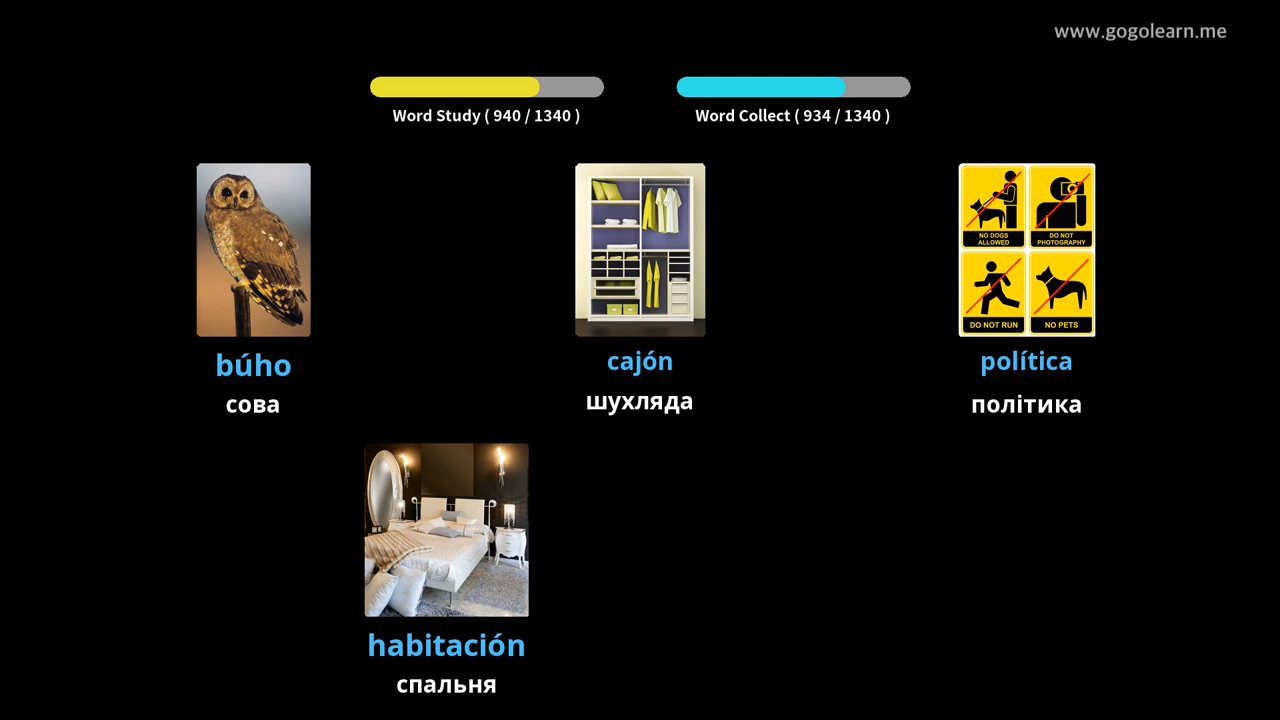 www.gogolearn.me
Word Study ( 940 / 1340 )
Word Collect ( 934 / 1340 )
NO DOGS
ALLOWED
DO NOT
PHOTOGRAPHY
DO NOT RUN
NO PETS
búho
cajón
política
сова
шухляда
політика
habitación
спальня